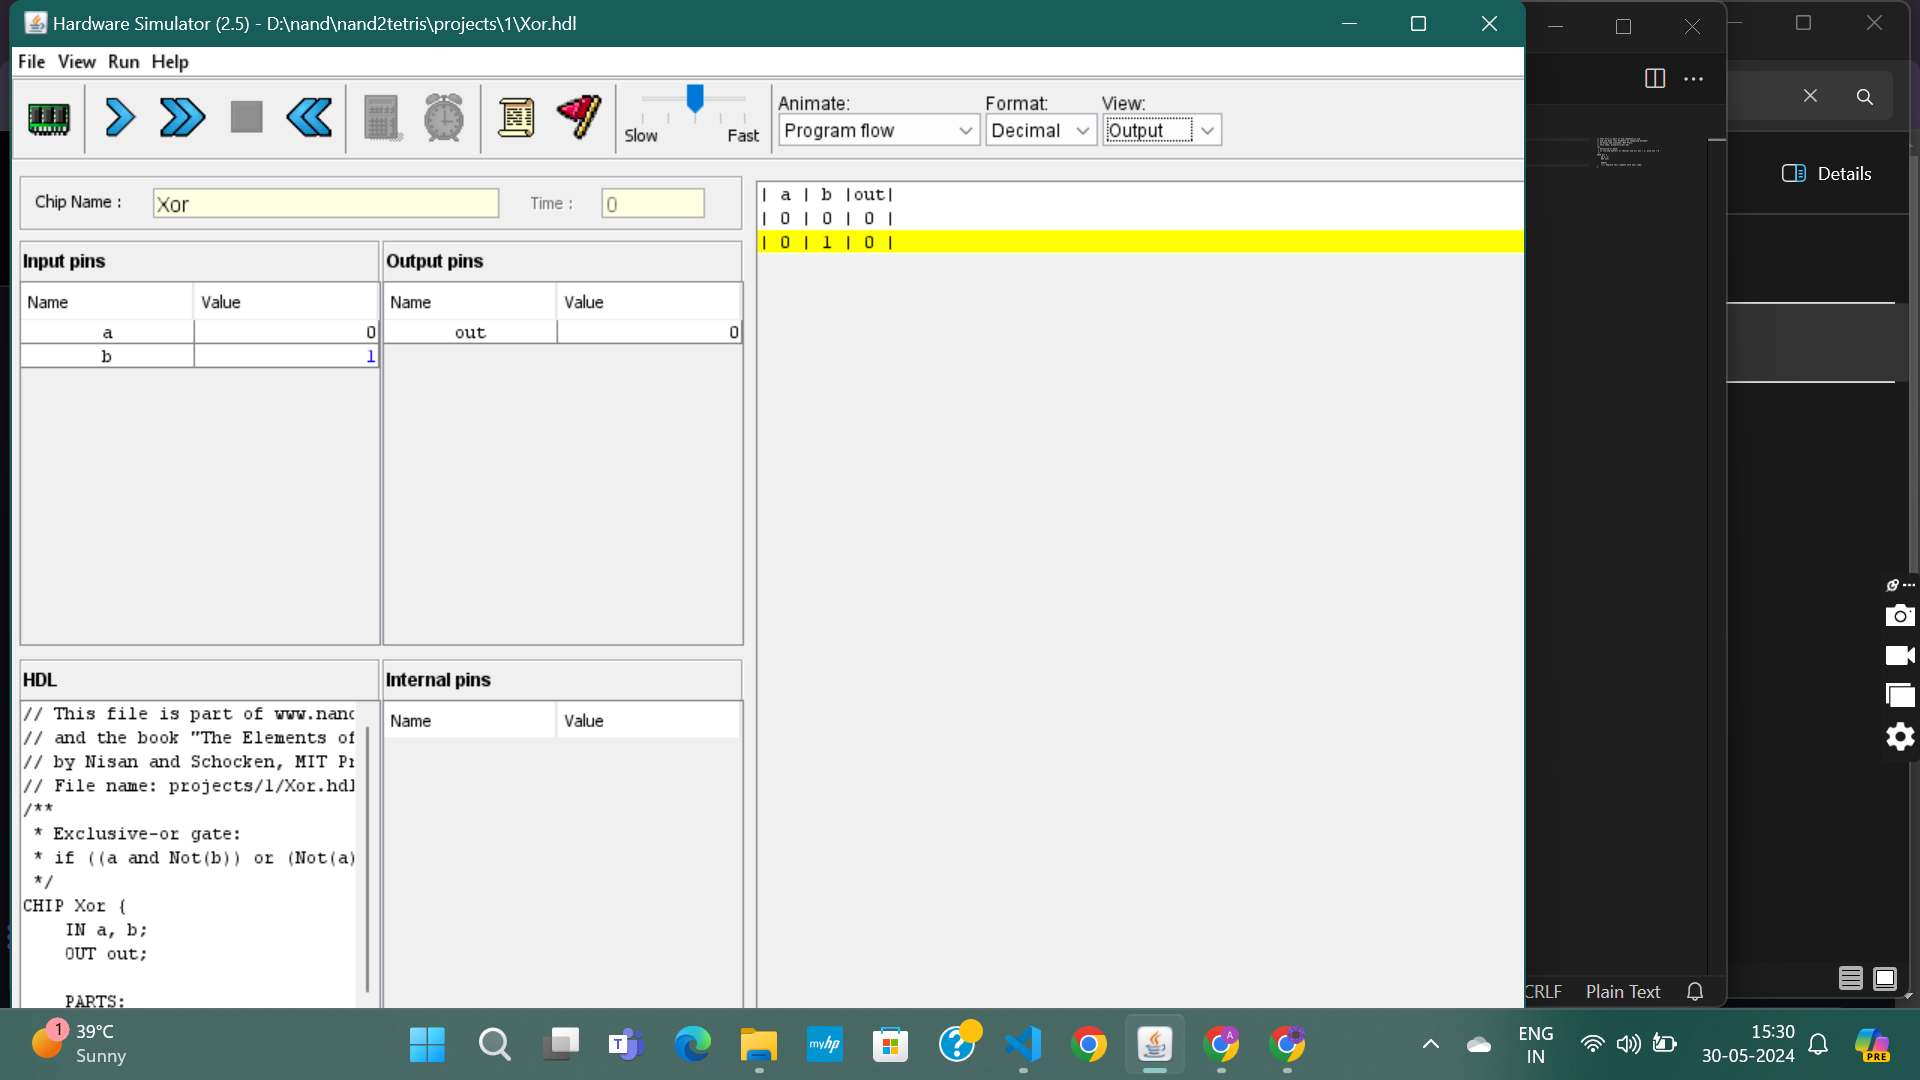 Hardware Simulator (2.5) - D:\nand\nand2tetris\projects\1\Xor.hdl
File View Run Help
Slow Fast
Animate: Format: View:
Program flow Decimal Output
Details
Chip Name : Xor Time : 0
| a | b |out|
| 0 | 0 | 0 |
| 0 | 1 | 0 |
Input pins Output pins
Name Value Name Value
a 0 out 0
b 1
HDL Internal pins
Name Value
// This file is part of www.nand
// and the book "The Elements of
// by Nisan and Schocken, MIT Pr
// File name: projects/1/Xor.hdl
/**
* Exclusive-or gate:
* if ((a and Not(b)) or (Not(a)
*/
CHIP Xor {
IN a, b;
OUT out;
PARTS:
CRLF Plain Text
1
39°C
Sunny
myhp
A
ENG
IN
15:30
30-05-2024
PRE